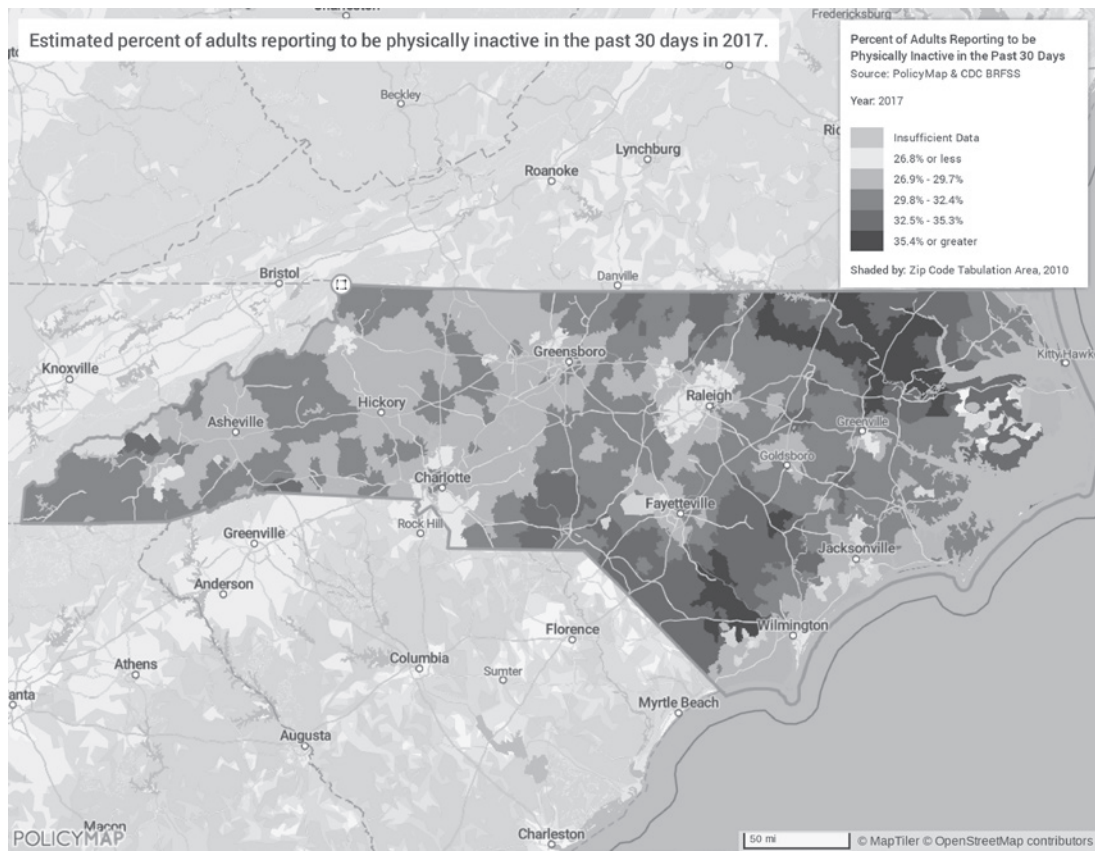 Fredericksburg
Estimated percent of adults reporting to be physically inactive in the past 30 days in 2017.
Percent of Adults Reporting to be
Physically Inactive in the Past 30 Days
Source: PolicyMap & CDC BRFSS
Year: 2017
Insufficient Data
26.8% or less
26.9% - 29.7%
29.8% - 32.4%
32.5% - 35.3%
35.4% or greater
Shaded by: Zip Code Tabulation Area, 2010
Beckley
Lynchburg
Roanoke
Bristol
Danville
Knoxville
Greensboro
Kitty Hawk
Raleigh
Hickory
Asheville
Greenville
Goldsboro
Charlotte
Fayetteville
Rock Hill
Greenville
Jacksonville
Anderson
Wilmington
Florence
Athens
Columbia
Sumter
anta
Myrtle Beach
Augusta
Macon
POLICYMAP
Charleston
50 mi
© MapTiler © OpenStreetMap contributors